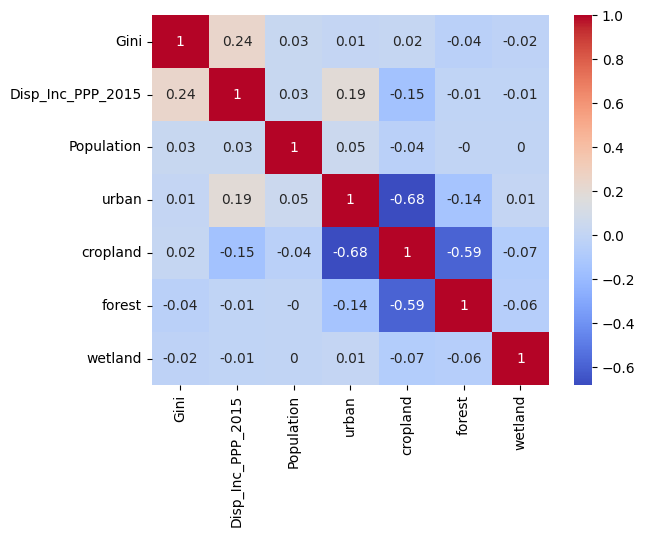 Gini 1 0.24 0.03 0.01 0.02 -0.04 -0.02
Disp_Inc_PPP_2015 0.24 1 0.03 0.19 -0.15 -0.01 -0.01
Population 0.03 0.03 1 0.05 -0.04 -0 0
urban 0.01 0.19 0.05 1 -0.68 -0.14 0.01
cropland 0.02 -0.15 -0.04 -0.68 1 -0.59 -0.07
forest -0.04 -0.01 -0 -0.14 -0.59 1 -0.06
wetland -0.02 -0.01 0 0.01 -0.07 -0.06 1
Gini
Disp_Inc_PPP_2015
Population
urban
cropland
forest
wetland
1.0
0.8
0.6
0.4
0.2
0.0
−0.2
−0.4
−0.6